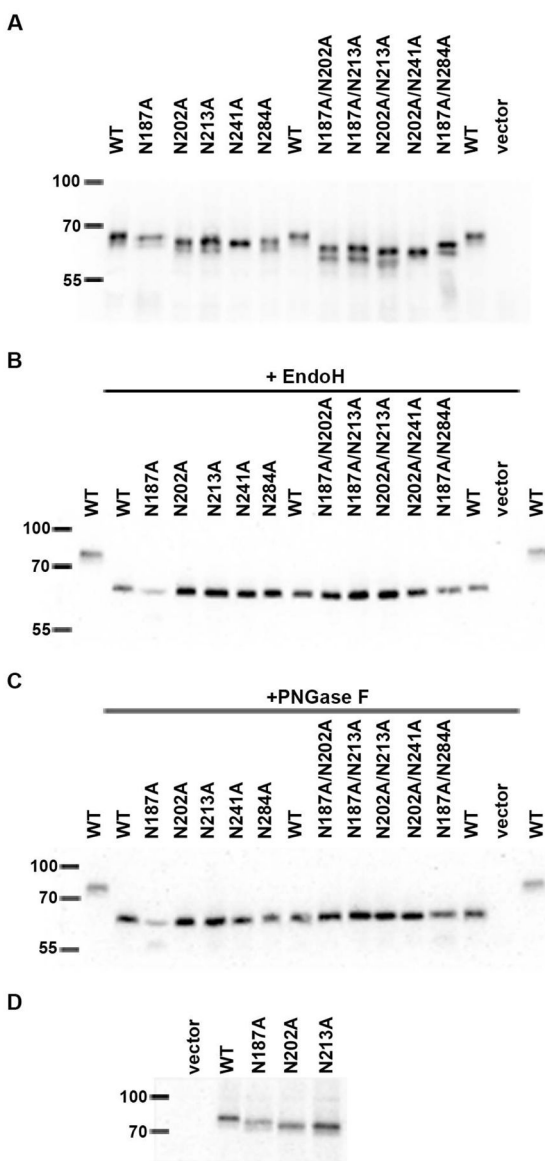 A
WT N187A N202A N213A N241A N284A WT N187A/N202A N187A/N213A N202A/N213A N202A/N241A N187A/N284A WT vector
100
70
55
B
+ EndoH
WT WT N187A N202A N213A N241A N284A WT N187A/N202A N187A/N213A N202A/N213A N202A/N241A N187A/N284A WT vector WT
100
70
55
C
+PNGase F
WT WT N187A N202A N213A N241A N284A WT N187A/N202A N187A/N213A N202A/N213A N202A/N241A N187A/N284A WT vector WT
100
70
55
D
vector WT N187A N202A N213A
100
70